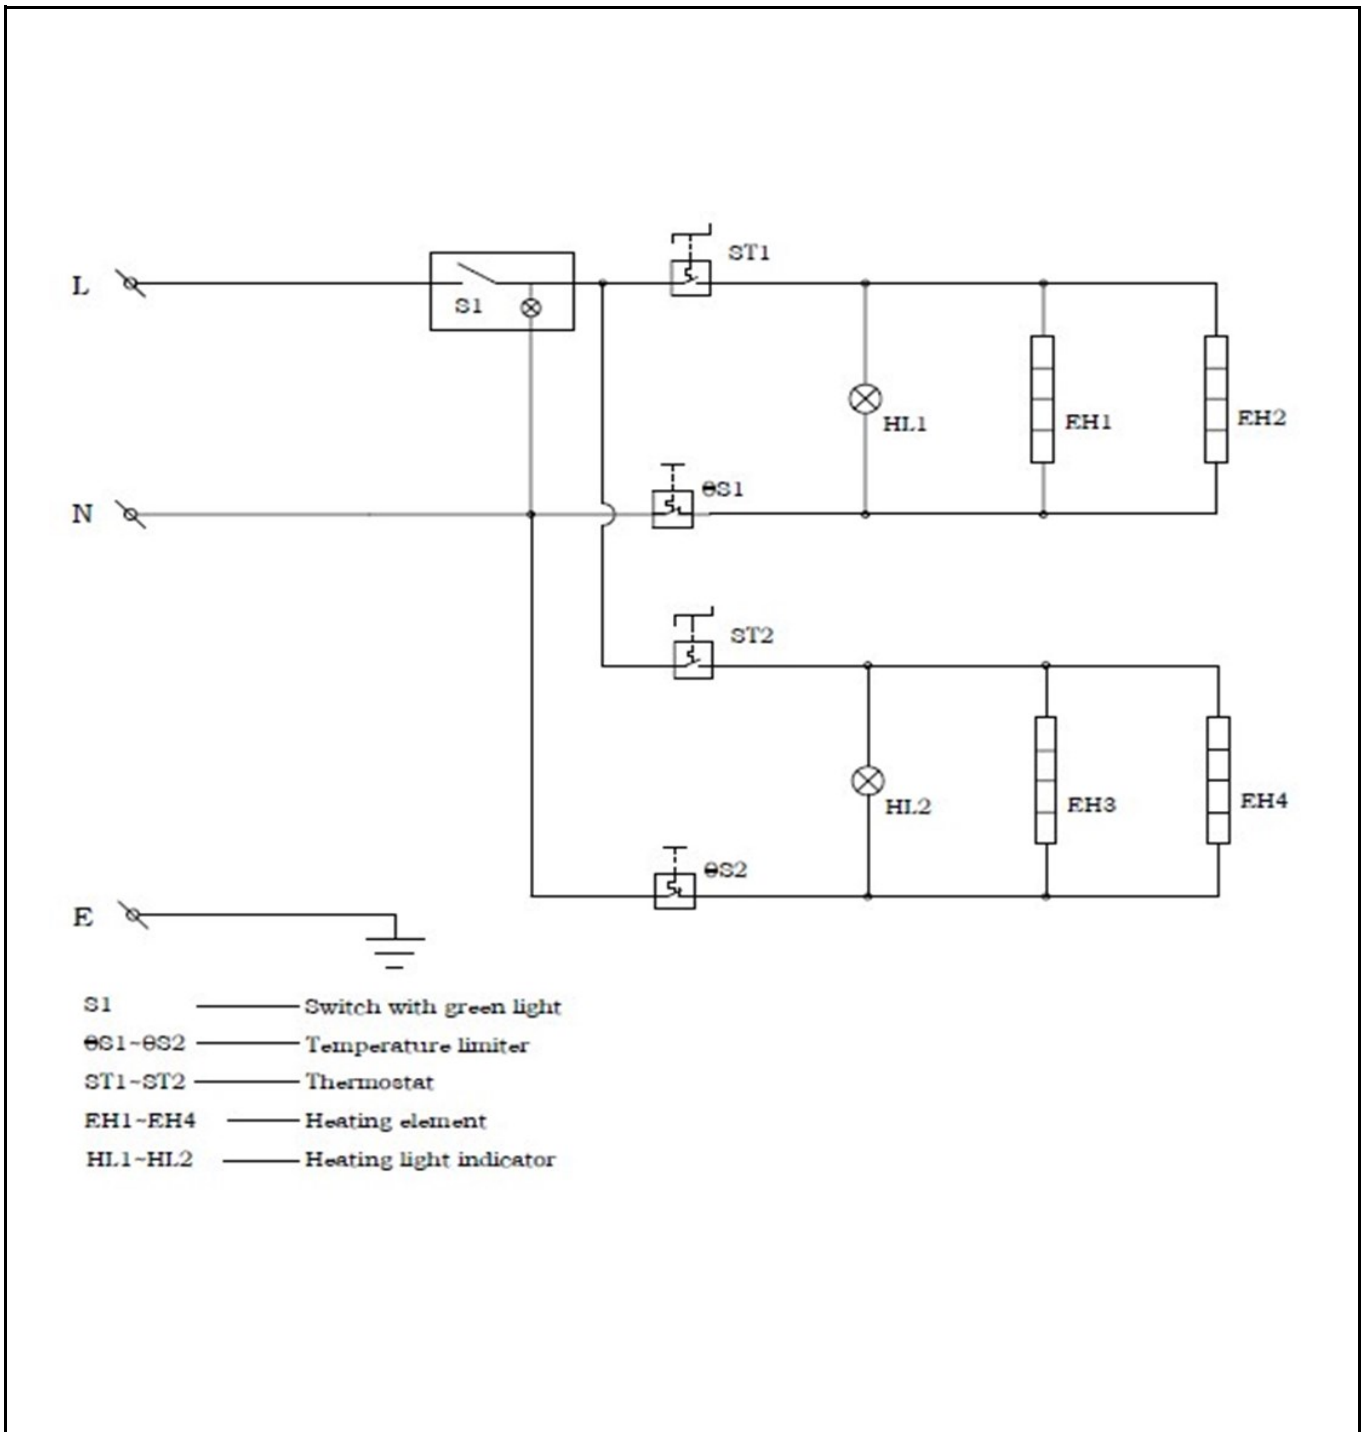 L
S1
ST1
HL1
EH1
EH2
N
θS1
ST2
HL2
EH3
EH4
θS2
E
S1 Switch with green light
θS1~θS2 Temperature limiter
ST1~ST2 Thermostat
EH1~EH4 Heating element
HL1~HL2 Heating light indicator